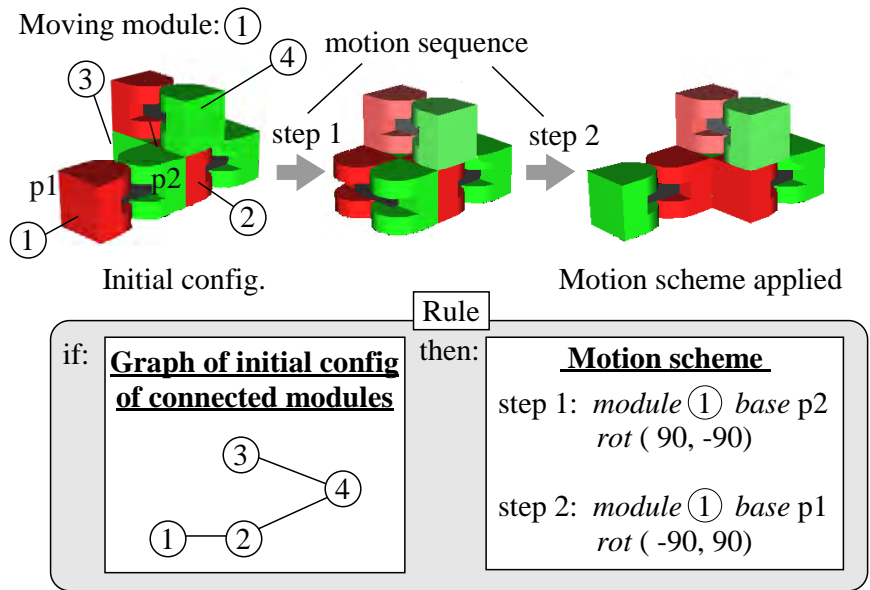 Moving module: 1
motion sequence
3
4
step 1
step 2
p1
p2
1
2
Initial config.
Motion scheme applied
Rule
if:
Graph of initial config
of connected modules
3
4
1
2
then:
Motion scheme
step 1: module 1 base p2
rot ( 90, -90)
step 2: module 1 base p1
rot ( -90, 90)